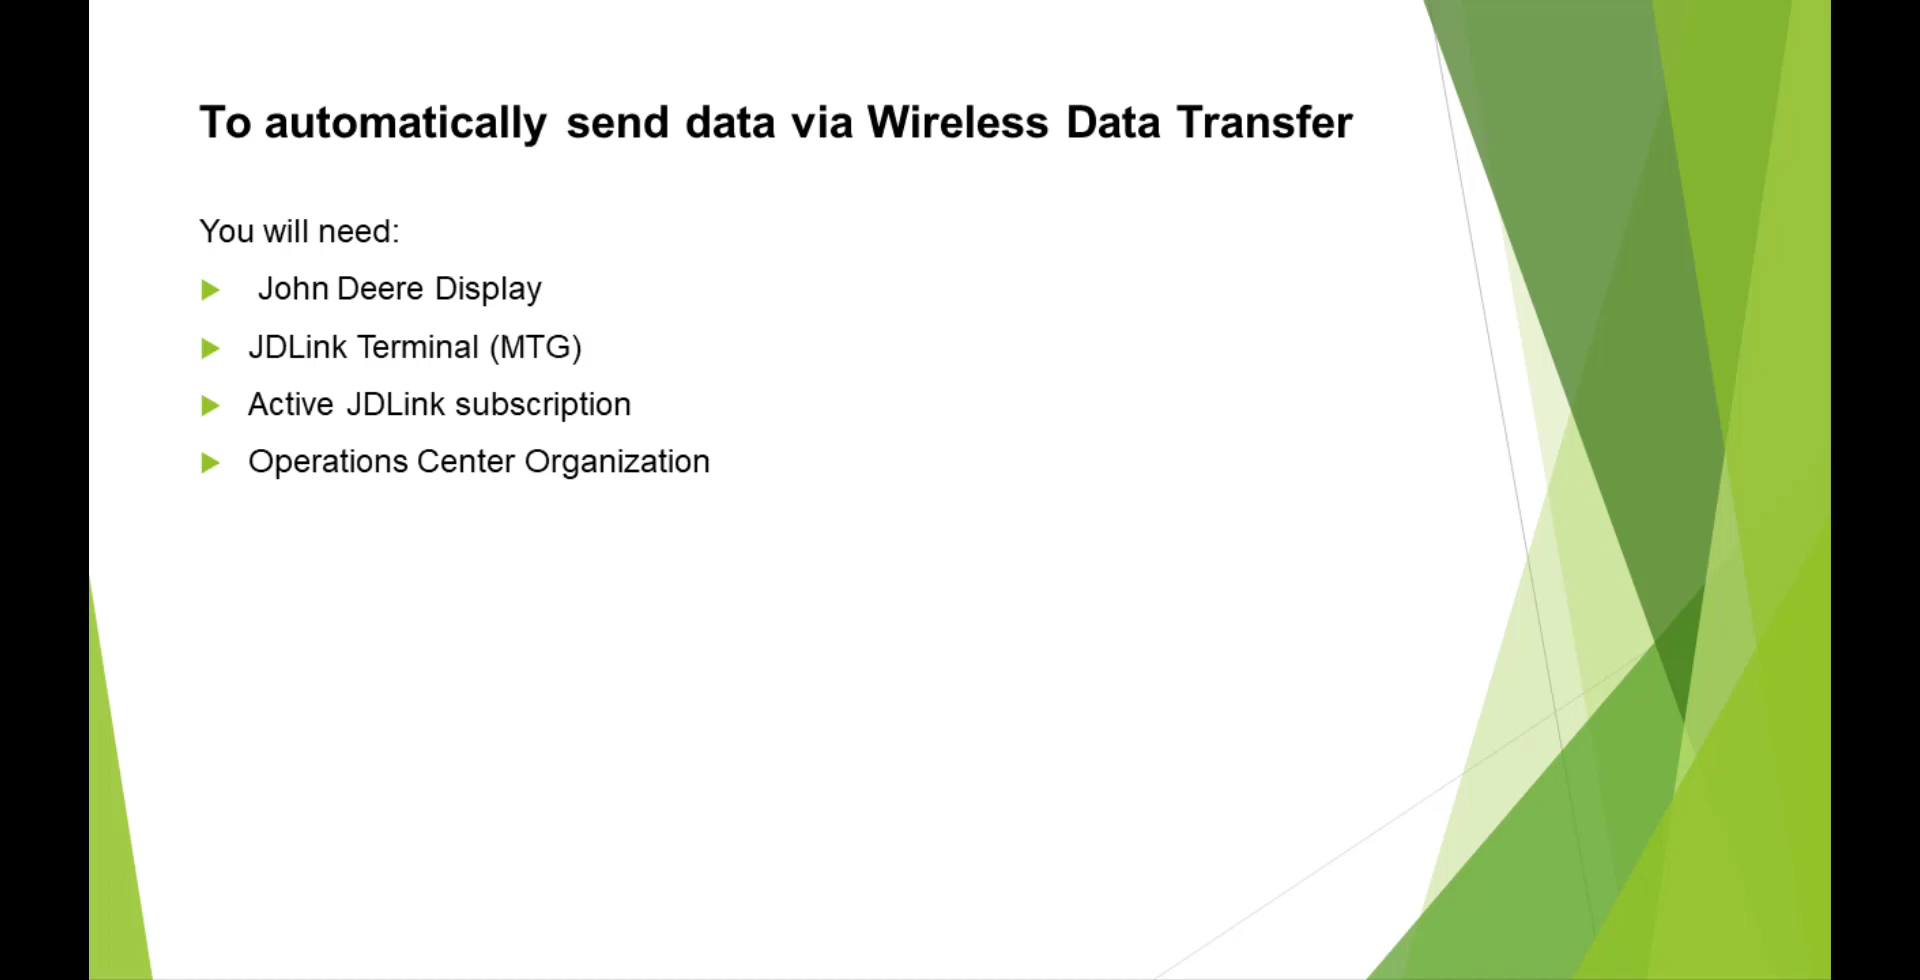 To automatically send data via Wireless Data Transfer
You will need:
John Deere Display
JDLink Terminal (MTG)
Active JDLink subscription
Operations Center Organization